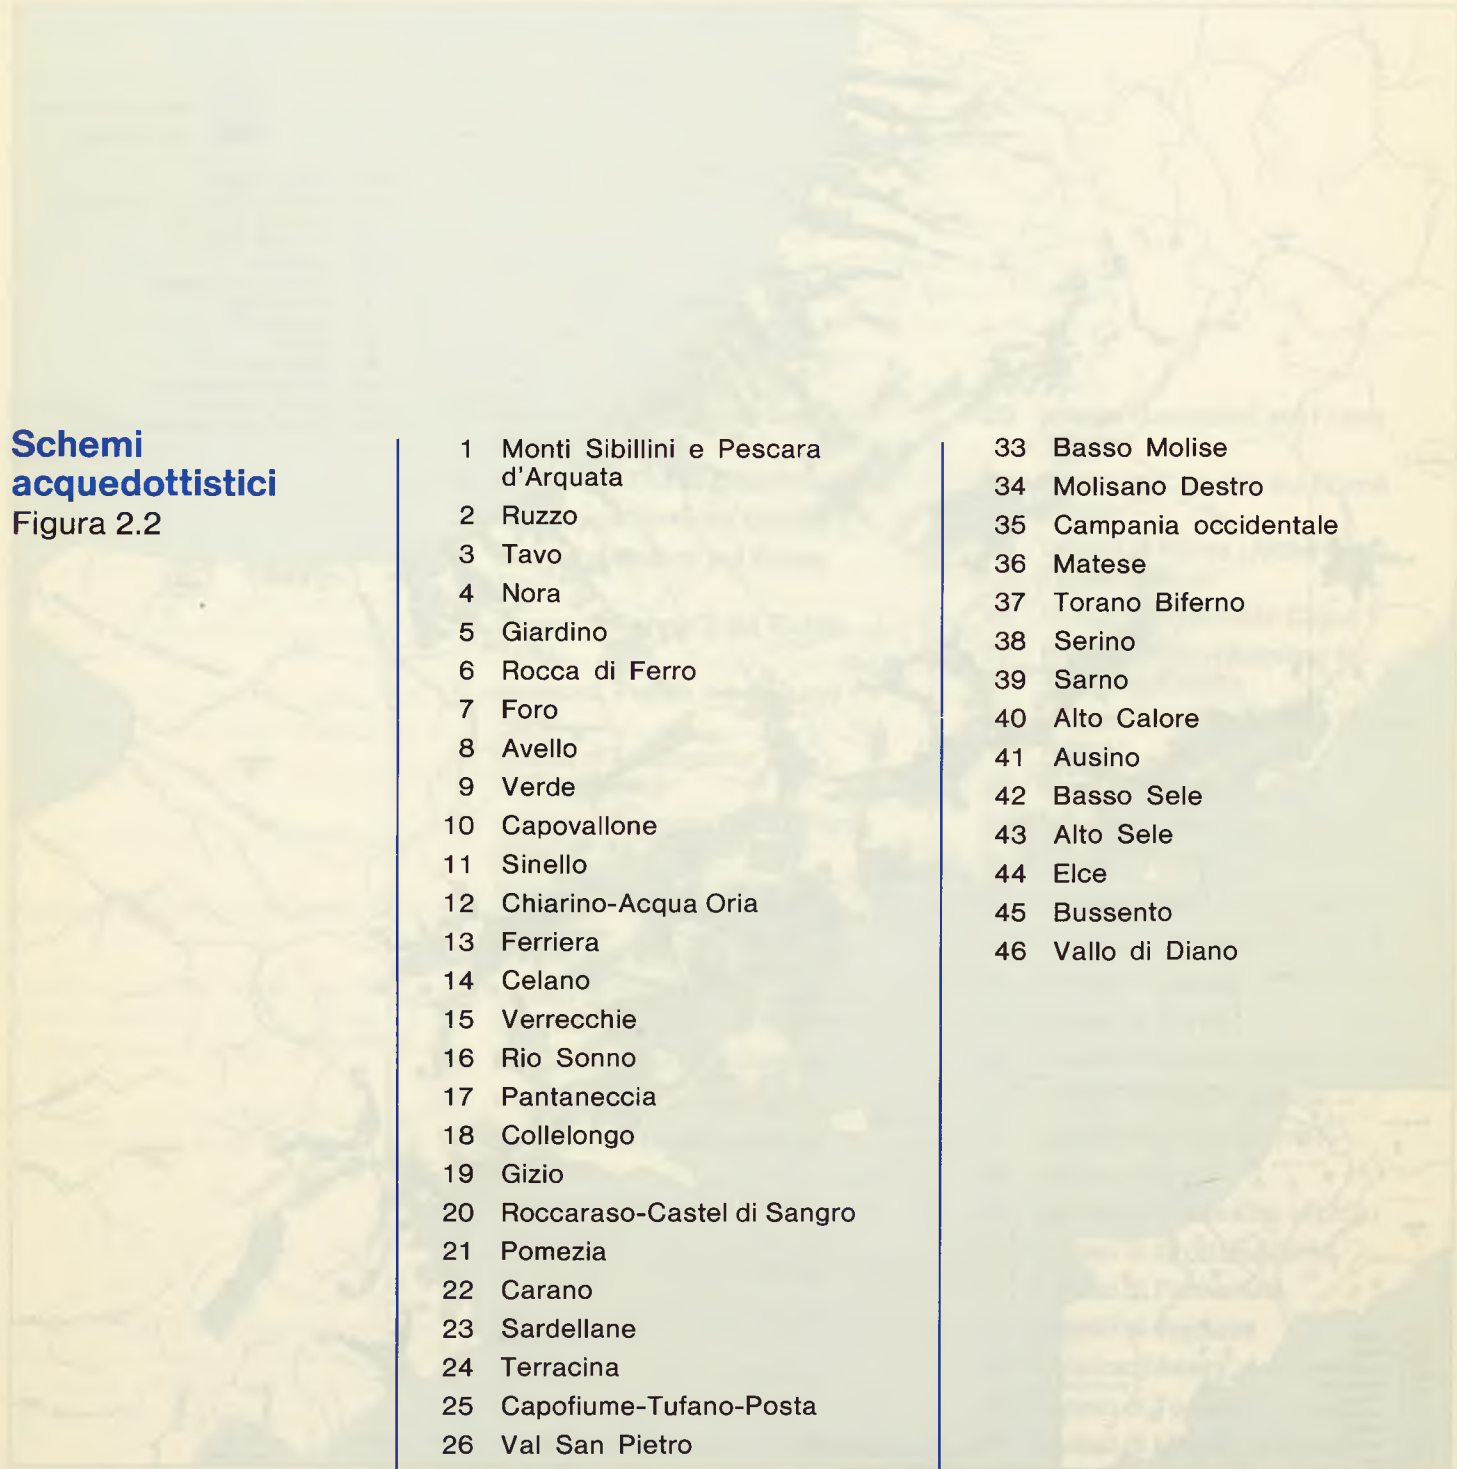 Schemi
acquedottistici
Figura 2.2
1 Monti Sibillini e Pescara
d'Arquata
2 Ruzzo
3 Tavo
4 Nora
5 Giardino
6 Rocca di Ferro
7 Foro
8 Avello
9 Verde
10 Capovallone
11 Sinello
12 Chiarino-Acqua Oria
13 Ferriera
14 Celano
15 Verrecchie
16 Rio Sonno
17 Pantaneccia
18 Collelongo
19 Gizio
20 Roccaraso-Castel di Sangro
21 Pomezia
22 Carano
23 Sardellane
24 Terracina
25 Capofiume-Tufano-Posta
26 Val San Pietro
33 Basso Molise
34 Molisano Destro
35 Campania occidentale
36 Matese
37 Torano Biferno
38 Serino
39 Sarno
40 Alto Calore
41 Ausino
42 Basso Sele
43 Alto Sele
44 Elce
45 Bussento
46 Vallo di Diano